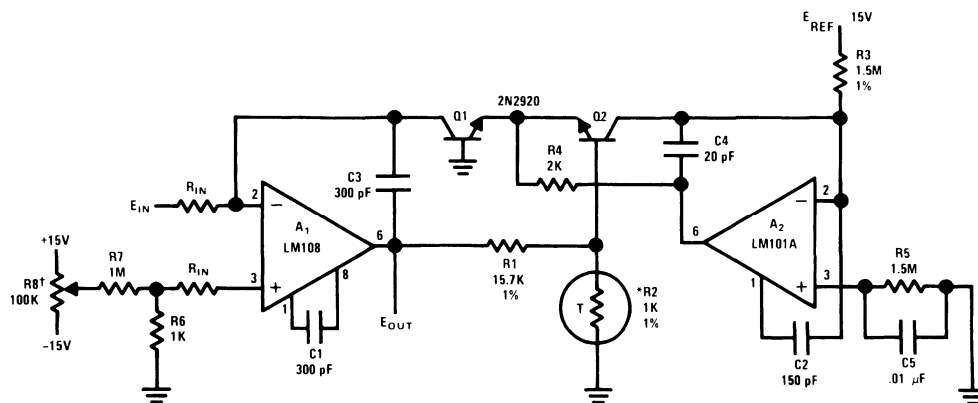 E REF
15V
R3
1.5M
1%
Q1
2N2920
Q2
R4
2K
C4
20 pF
C3
300 pF
E IN
R IN
2
−
A1
LM108
6
8
3
+
1
C1
300 pF
+15V
R8†
100K
−15V
R7
1M
R IN
R6
1K
E OUT
R1
15.7K
1%
T
*R2
1K
1%
6
A2
LM101A
2
−
3
+
1
C2
150 pF
R5
1.5M
C5
.01 μF